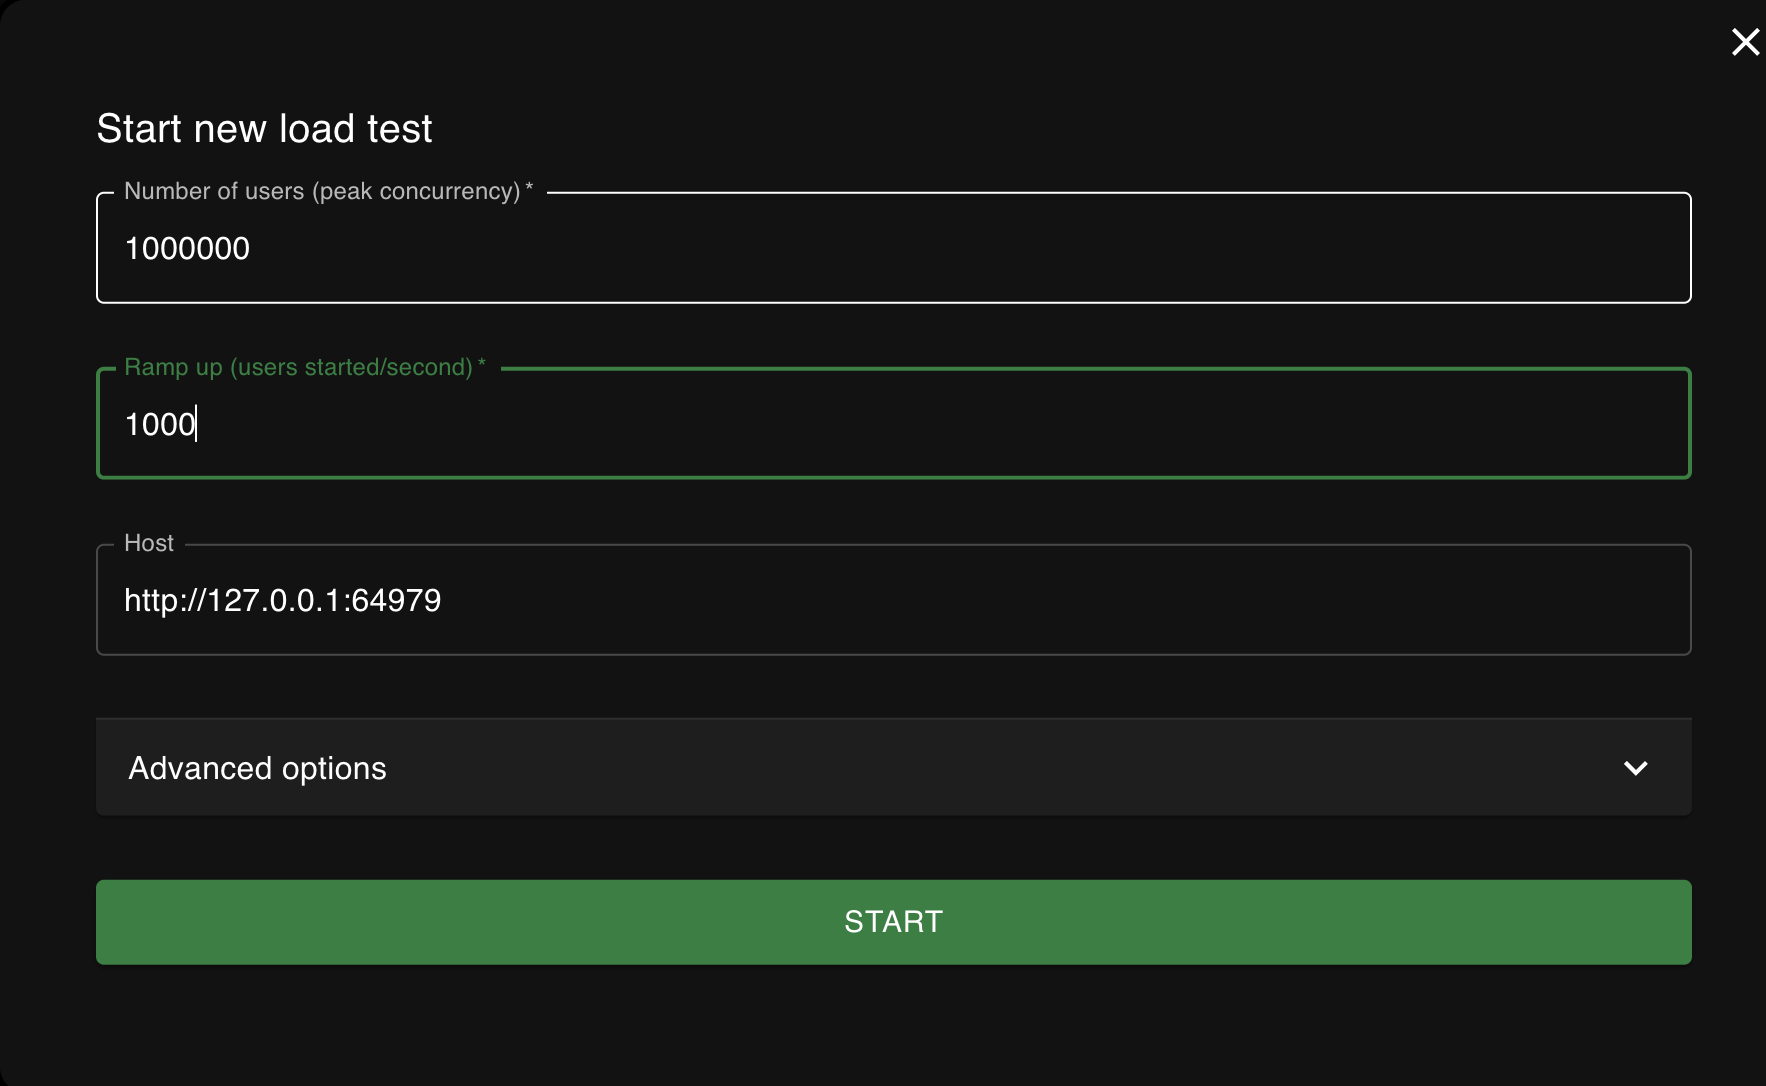 Start new load test
Number of users (peak concurrency) *
1000000
Ramp up (users started/second) *
1000
Host
http://127.0.0.1:64979
Advanced options
START